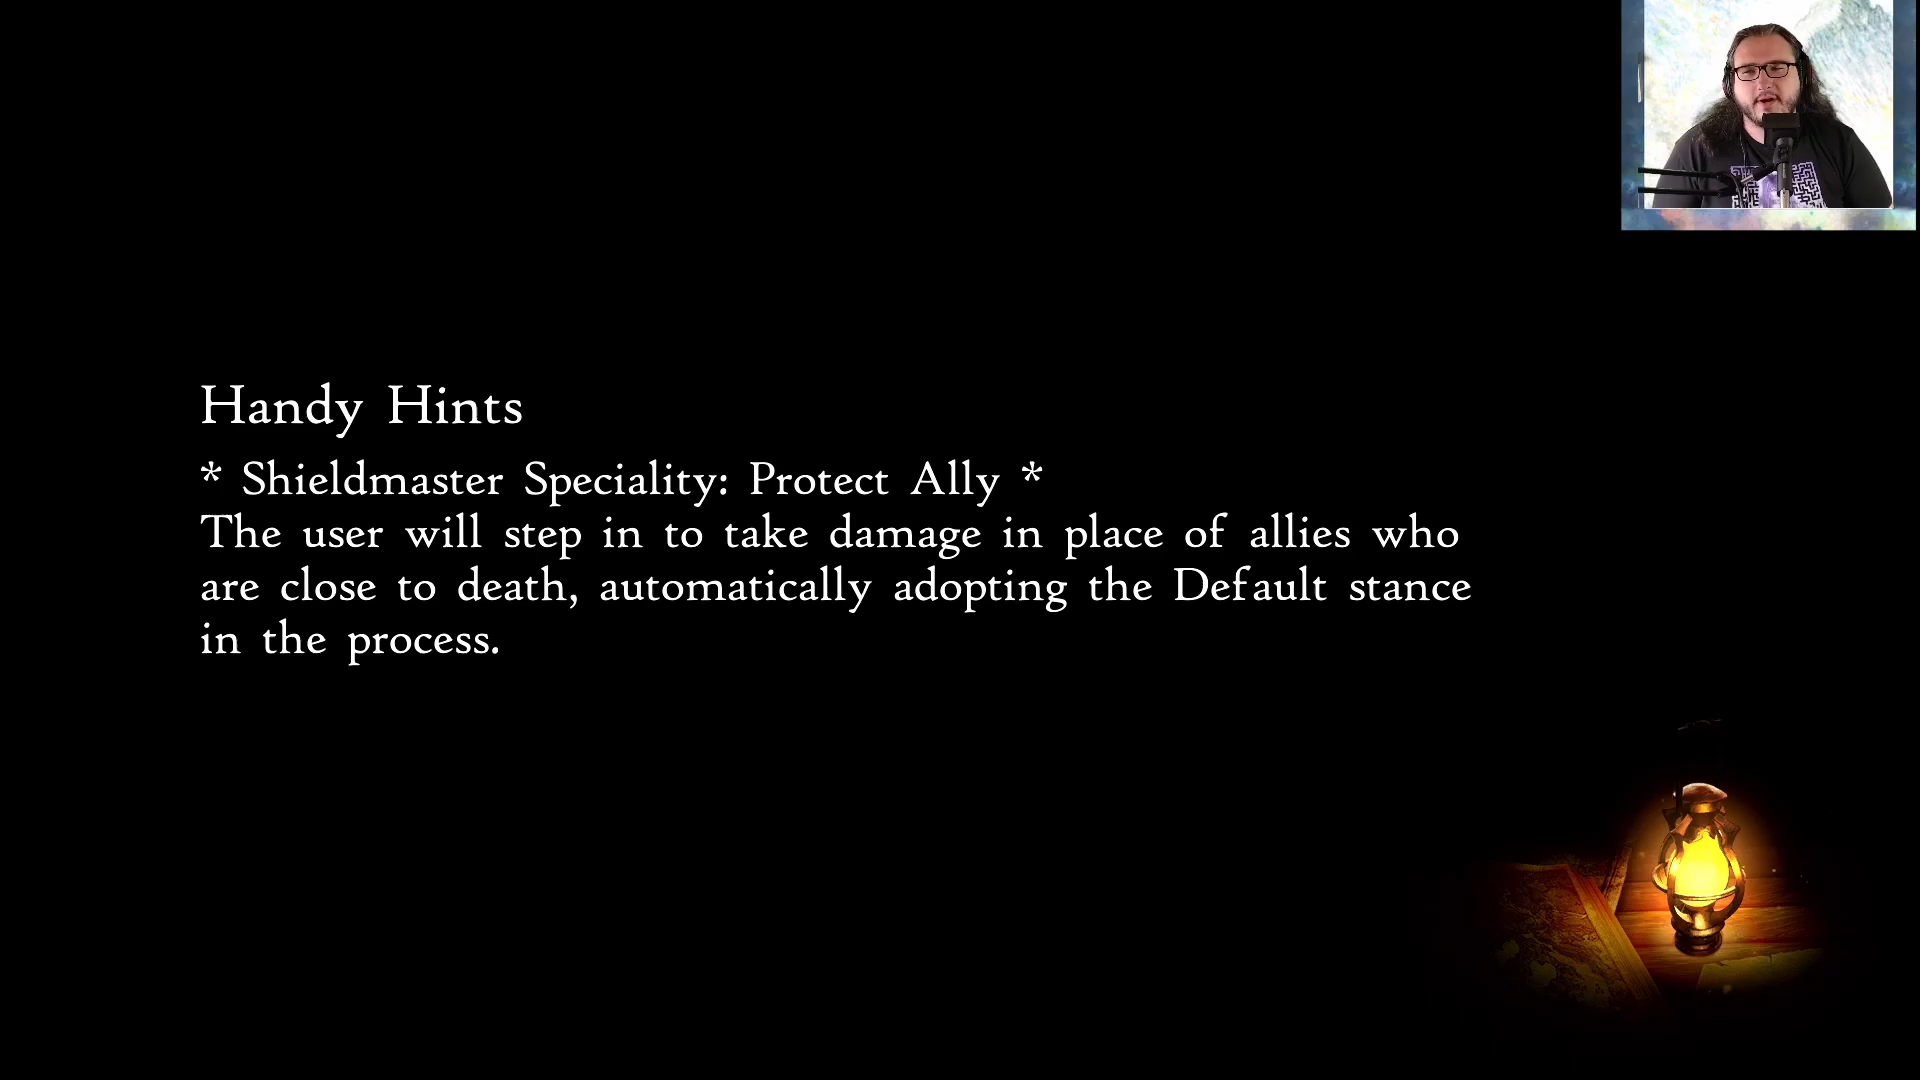 Handy Hints
* Shieldmaster Speciality: Protect Ally *
The user will step in to take damage in place of allies who
are close to death, automatically adopting the Default stance
in the process.